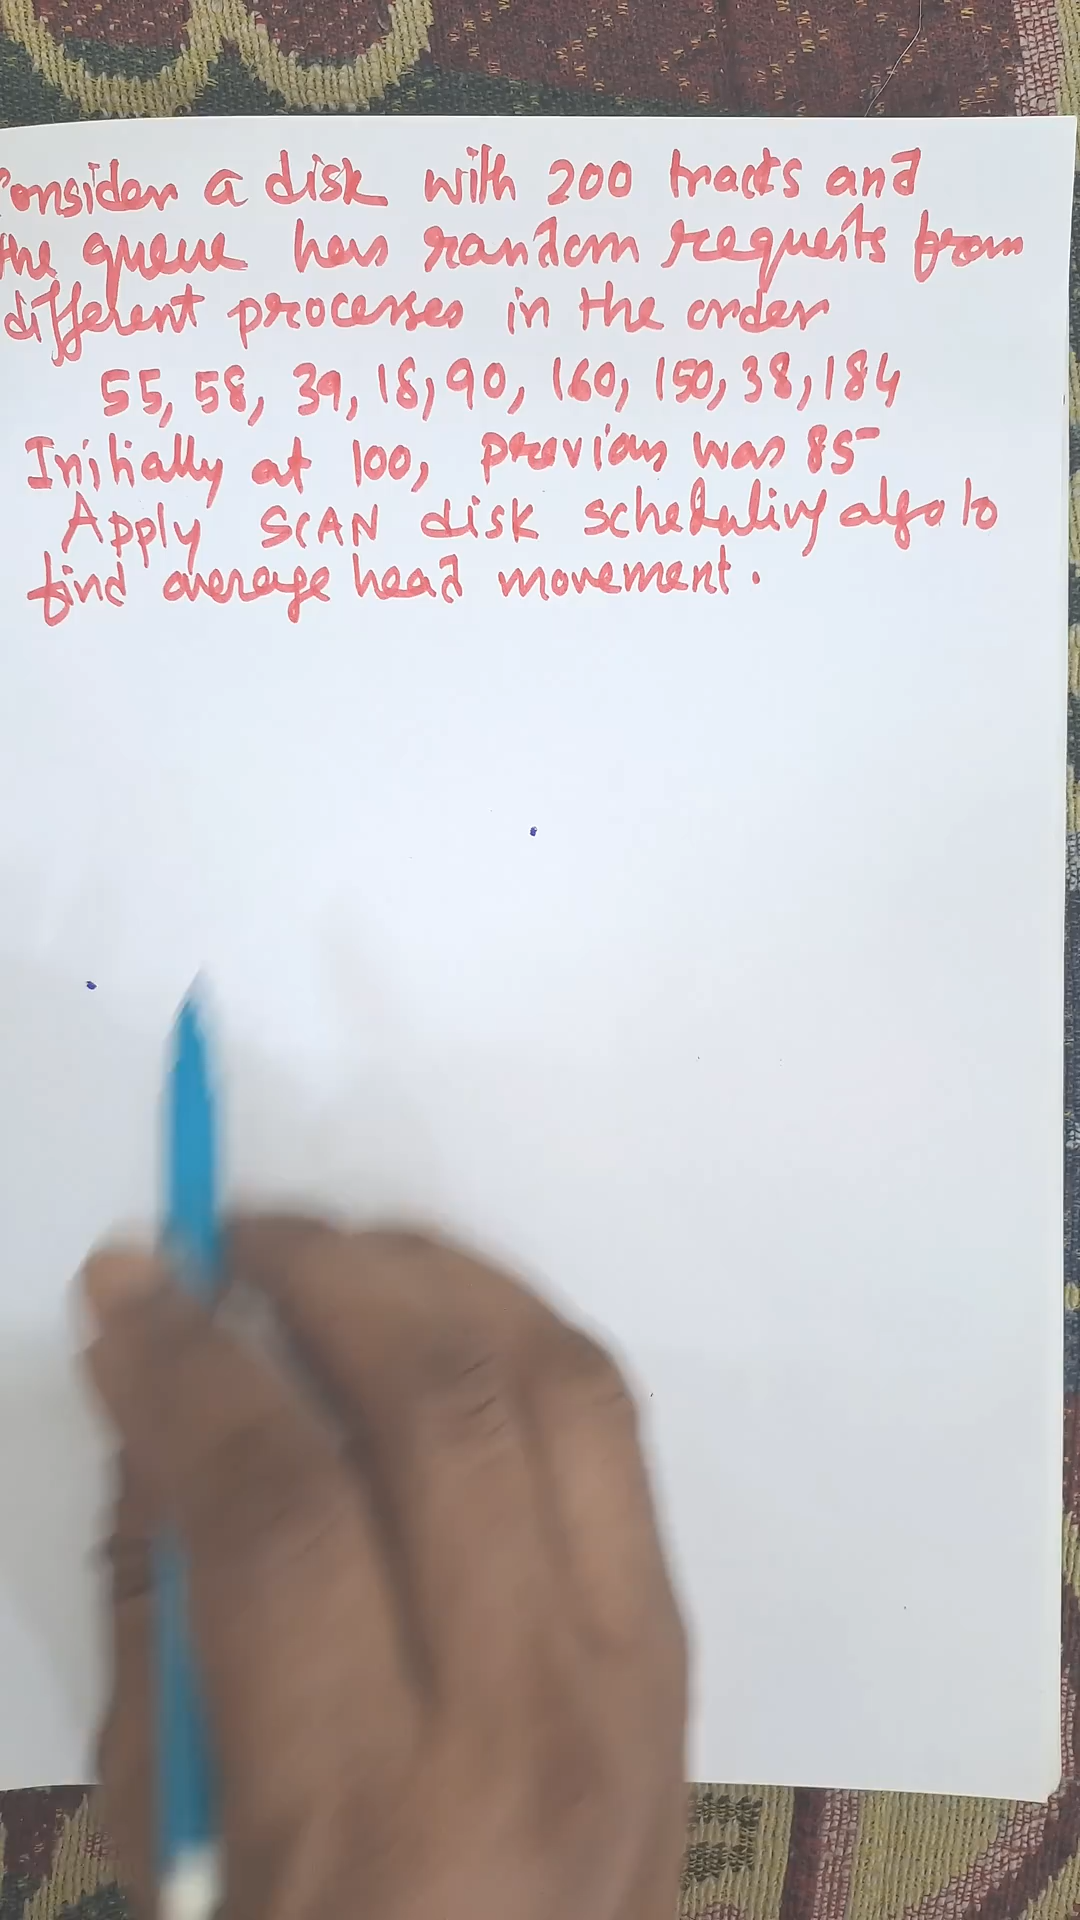 Consider a disk with 200 tracts and
the queue has random requests from
different processes in the order
55, 58, 39, 18, 90, 160, 150, 38, 184
Initially at 100, previous was 85
Apply SCAN disk scheduling algo to
find average head movement.